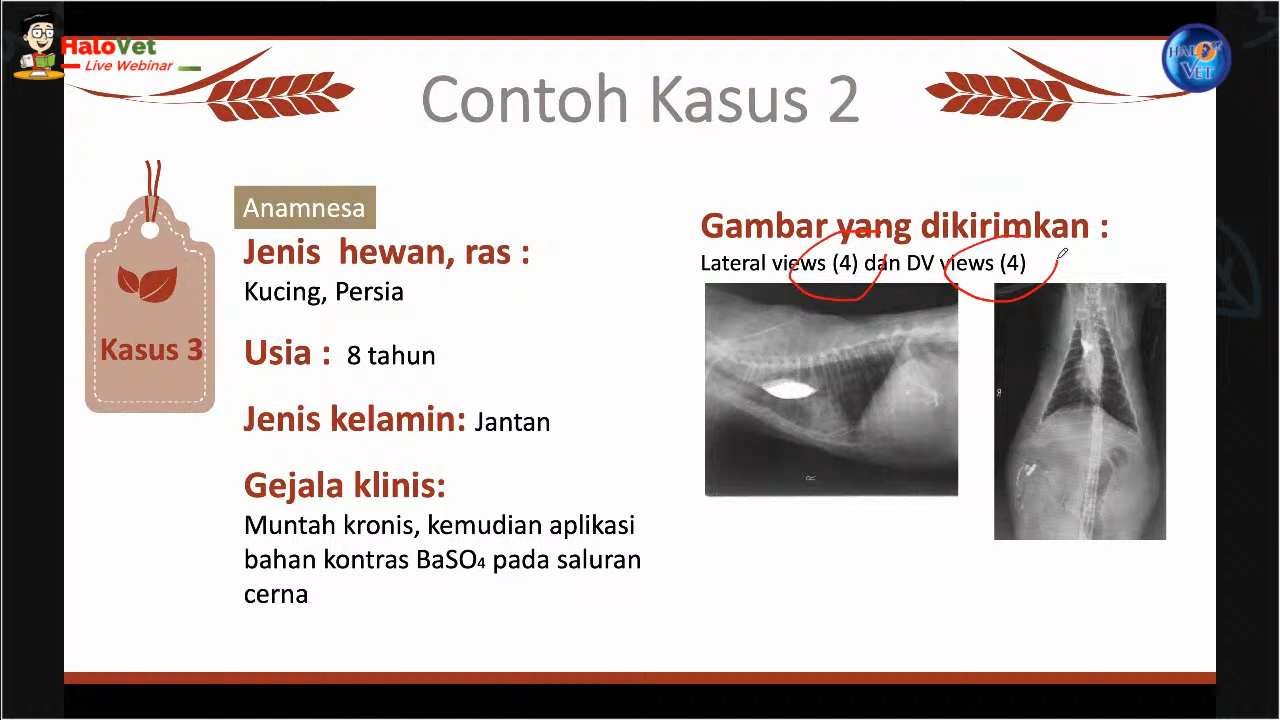 HaloVet
Live Webinar
HALO VET
Contoh Kasus 2
Kasus 3
Anamnesa
Jenis hewan, ras :
Kucing, Persia
Usia : 8 tahun
Jenis kelamin: Jantan
Gejala klinis:
Muntah kronis, kemudian aplikasi
bahan kontras BaSO₄ pada saluran
cerna
Gambar yang dikirimkan :
Lateral views (4) dan DV views (4)